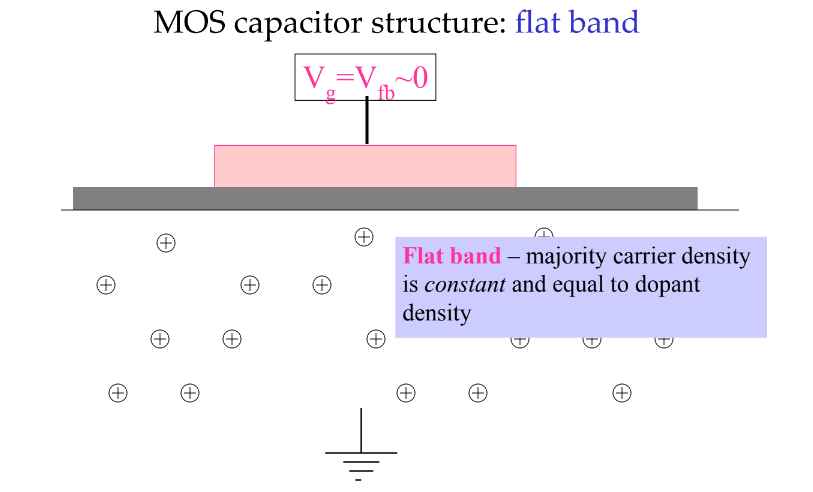 MOS capacitor structure: flat band
Vg=Vfb~0
Flat band – majority carrier density
is constant and equal to dopant
density